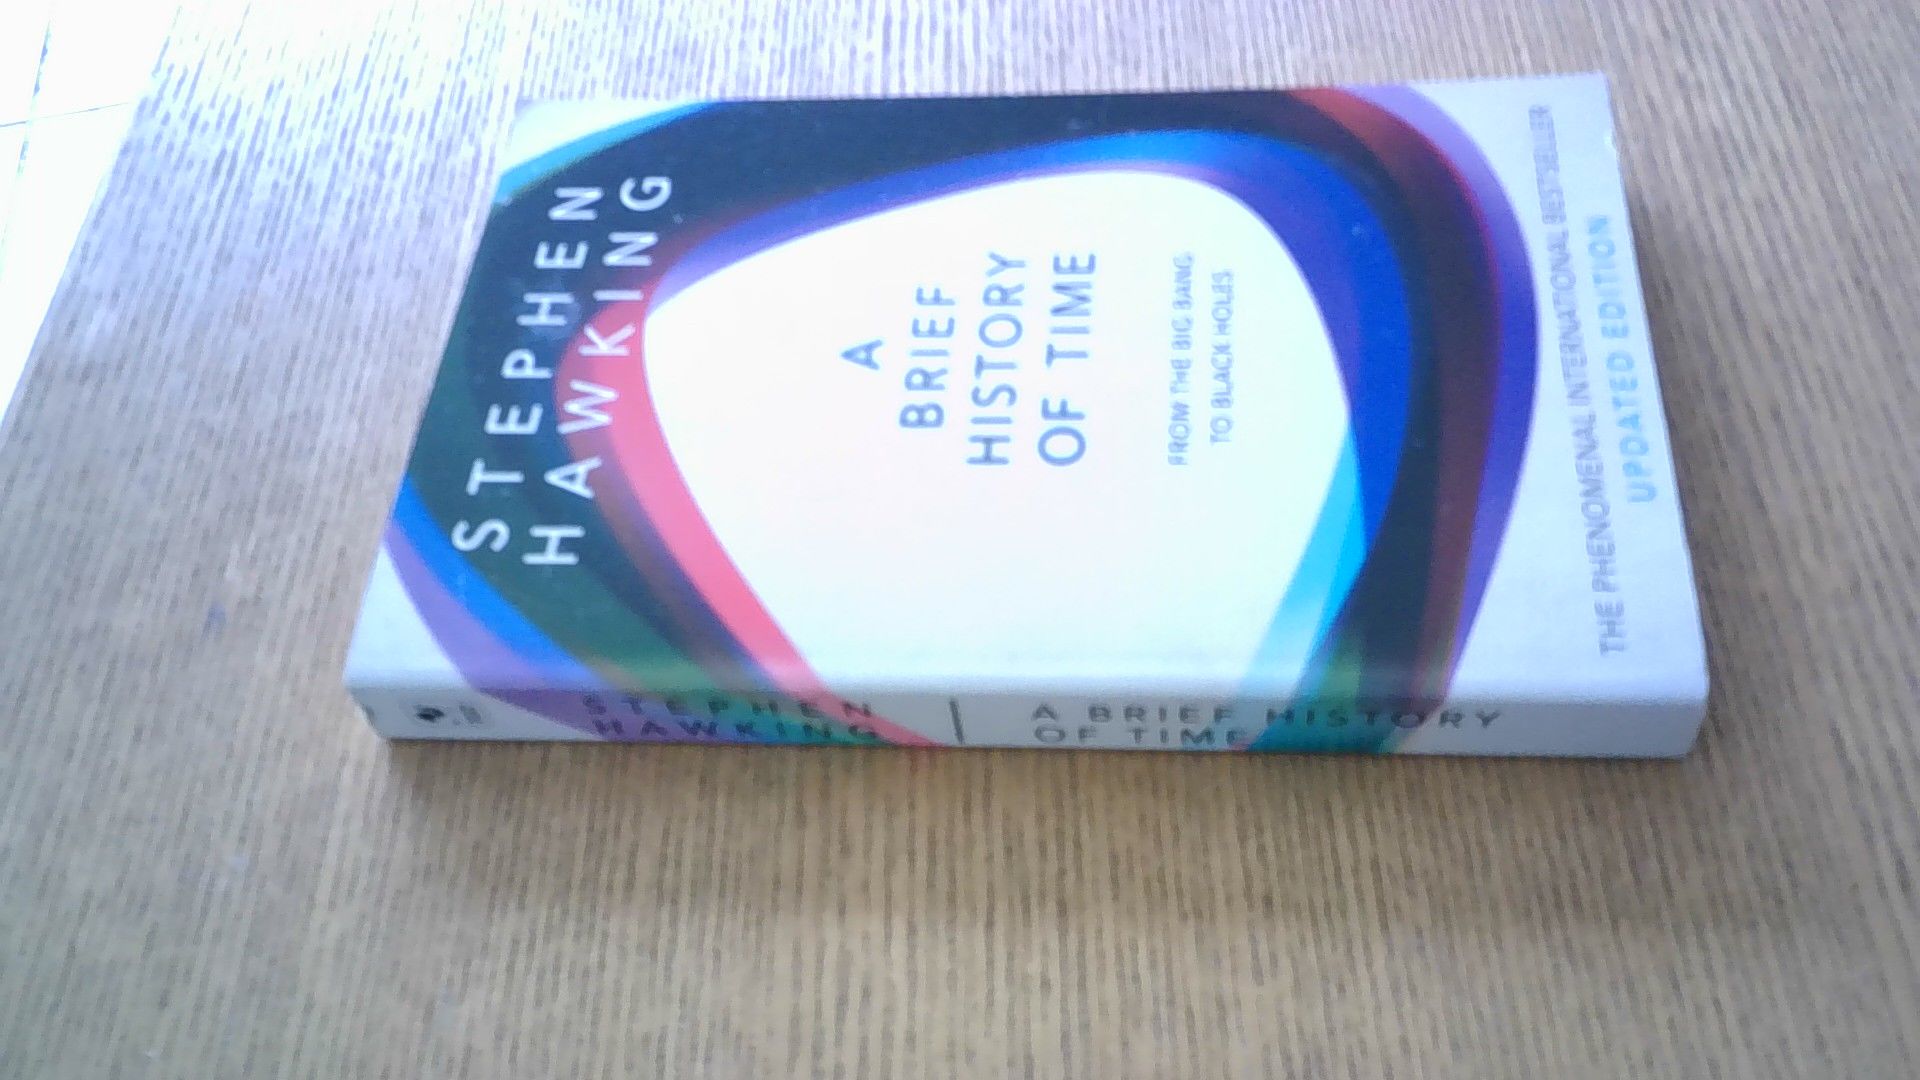 STEPHEN
HAWKING
A
BRIEF
HISTORY
OF TIME
FROM THE BIG BANG
TO BLACK HOLES
THE PHENOMENAL INTERNATIONAL BESTSELLER
UPDATED EDITION
STEPHEN
HAWKING
A BRIEF HISTORY
OF TIME